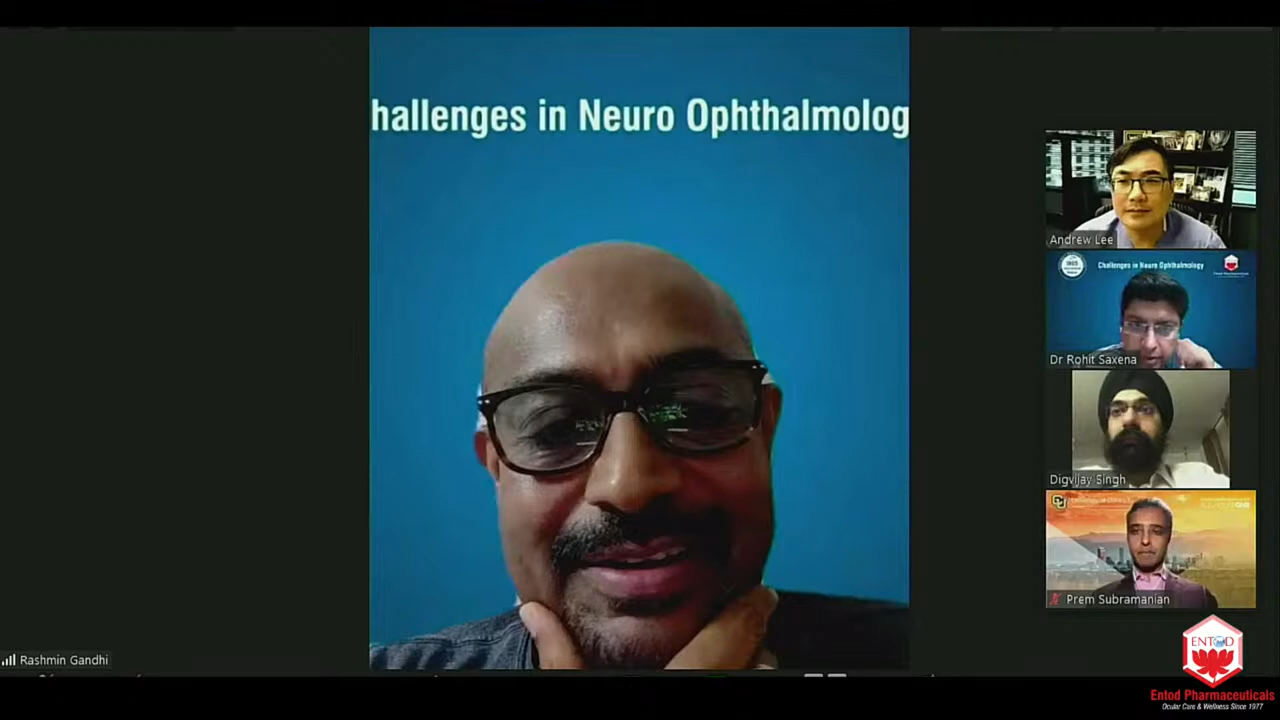 hallenges in Neuro Ophthalmolog
Andrew Lee
Challenges in Neuro Ophthalmology
Dr Rohit Saxena
Digvijay Singh
Prem Subramanian
Rashmin Gandhi
ENTOD
Entod Pharmaceuticals
Ocular Care & Wellness Since 1977